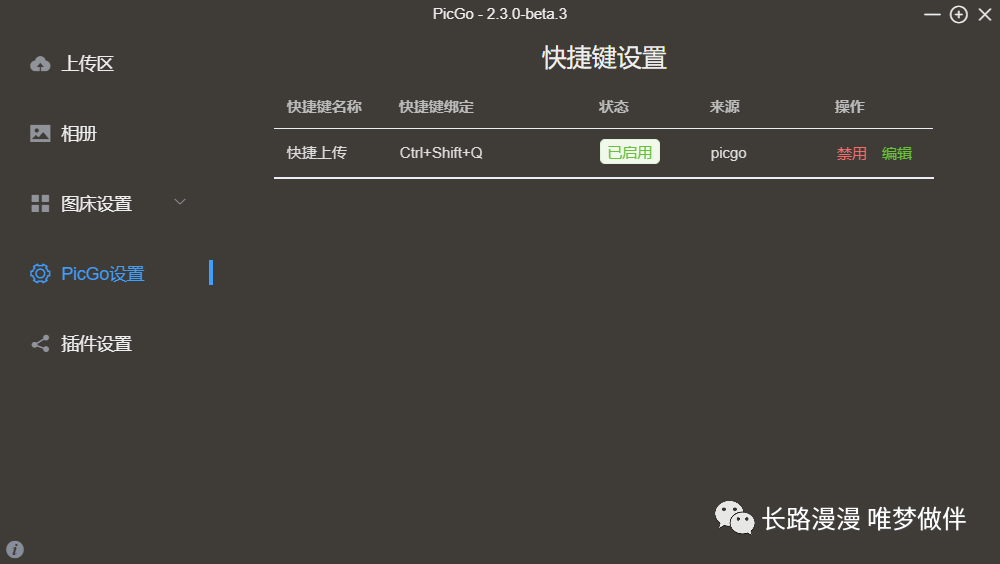 PicGo - 2.3.0-beta.3
上传区
相册
图床设置
PicGo设置
插件设置
快捷键设置
快捷键名称 快捷键绑定 状态 来源 操作
快捷上传 Ctrl+Shift+Q 已启用 picgo 禁用 编辑
长路漫漫 唯梦做伴